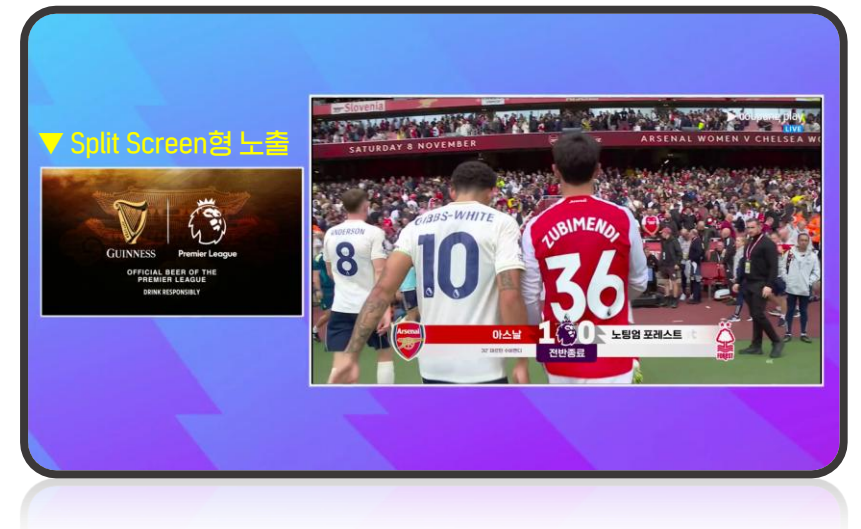 ▼ Split Screen형 노출
GUINNESS
Premier League
OFFICIAL BEER OF THE
PREMIER LEAGUE
DRINK RESPONSIBLY
Slovenia
coupang play
LIVE
SATURDAY 8 NOVEMBER
ARSENAL WOMEN V CHELSEA WO
ANDERSON
8
GIBBS-WHITE
10
ZUBIMENDI
36
Arsenal
아스날
1
0
노팅엄 포레스트
전반종료
FOREST